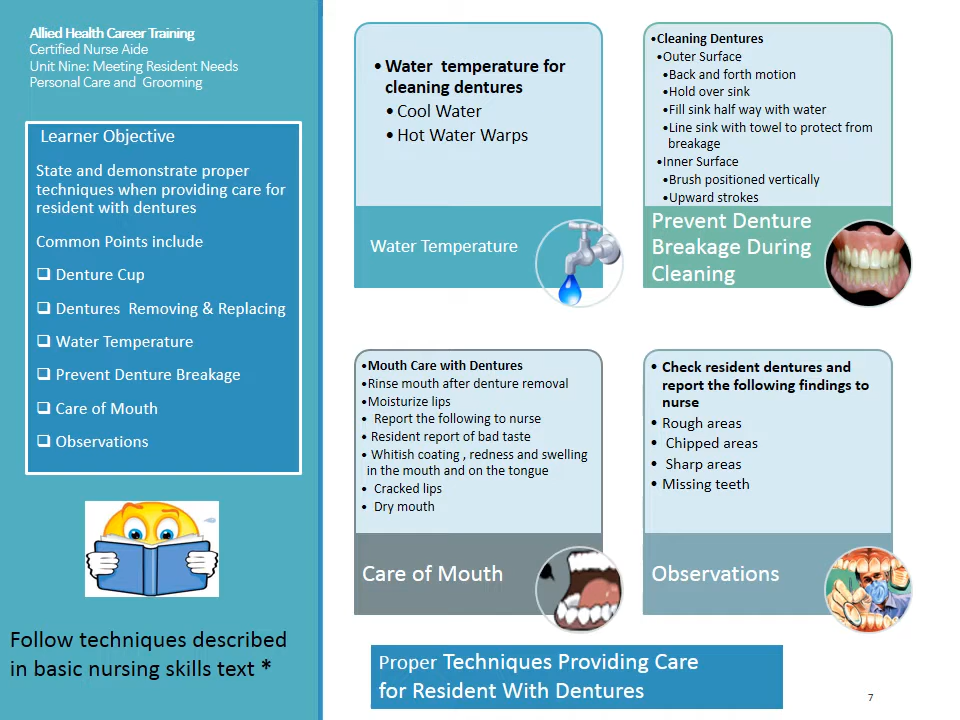 Allied Health Career Training
Certified Nurse Aide
Unit Nine: Meeting Resident Needs
Personal Care and Grooming
Learner Objective
State and demonstrate proper
techniques when providing care for
resident with dentures
Common Points include
❑ Denture Cup
❑ Dentures Removing & Replacing
❑ Water Temperature
❑ Prevent Denture Breakage
❑ Care of Mouth
❑ Observations
Follow techniques described
in basic nursing skills text *
• Water temperature for
cleaning dentures
• Cool Water
• Hot Water Warps
Water Temperature
•Cleaning Dentures
•Outer Surface
•Back and forth motion
•Hold over sink
•Fill sink half way with water
•Line sink with towel to protect from
breakage
•Inner Surface
•Brush positioned vertically
•Upward strokes
Prevent Denture
Breakage During
Cleaning
•Mouth Care with Dentures
•Rinse mouth after denture removal
•Moisturize lips
• Report the following to nurse
• Resident report of bad taste
• Whitish coating , redness and swelling
in the mouth and on the tongue
• Cracked lips
• Dry mouth
Care of Mouth
• Check resident dentures and
report the following findings to
nurse
• Rough areas
• Chipped areas
• Sharp areas
• Missing teeth
Observations
Proper Techniques Providing Care
for Resident With Dentures
7